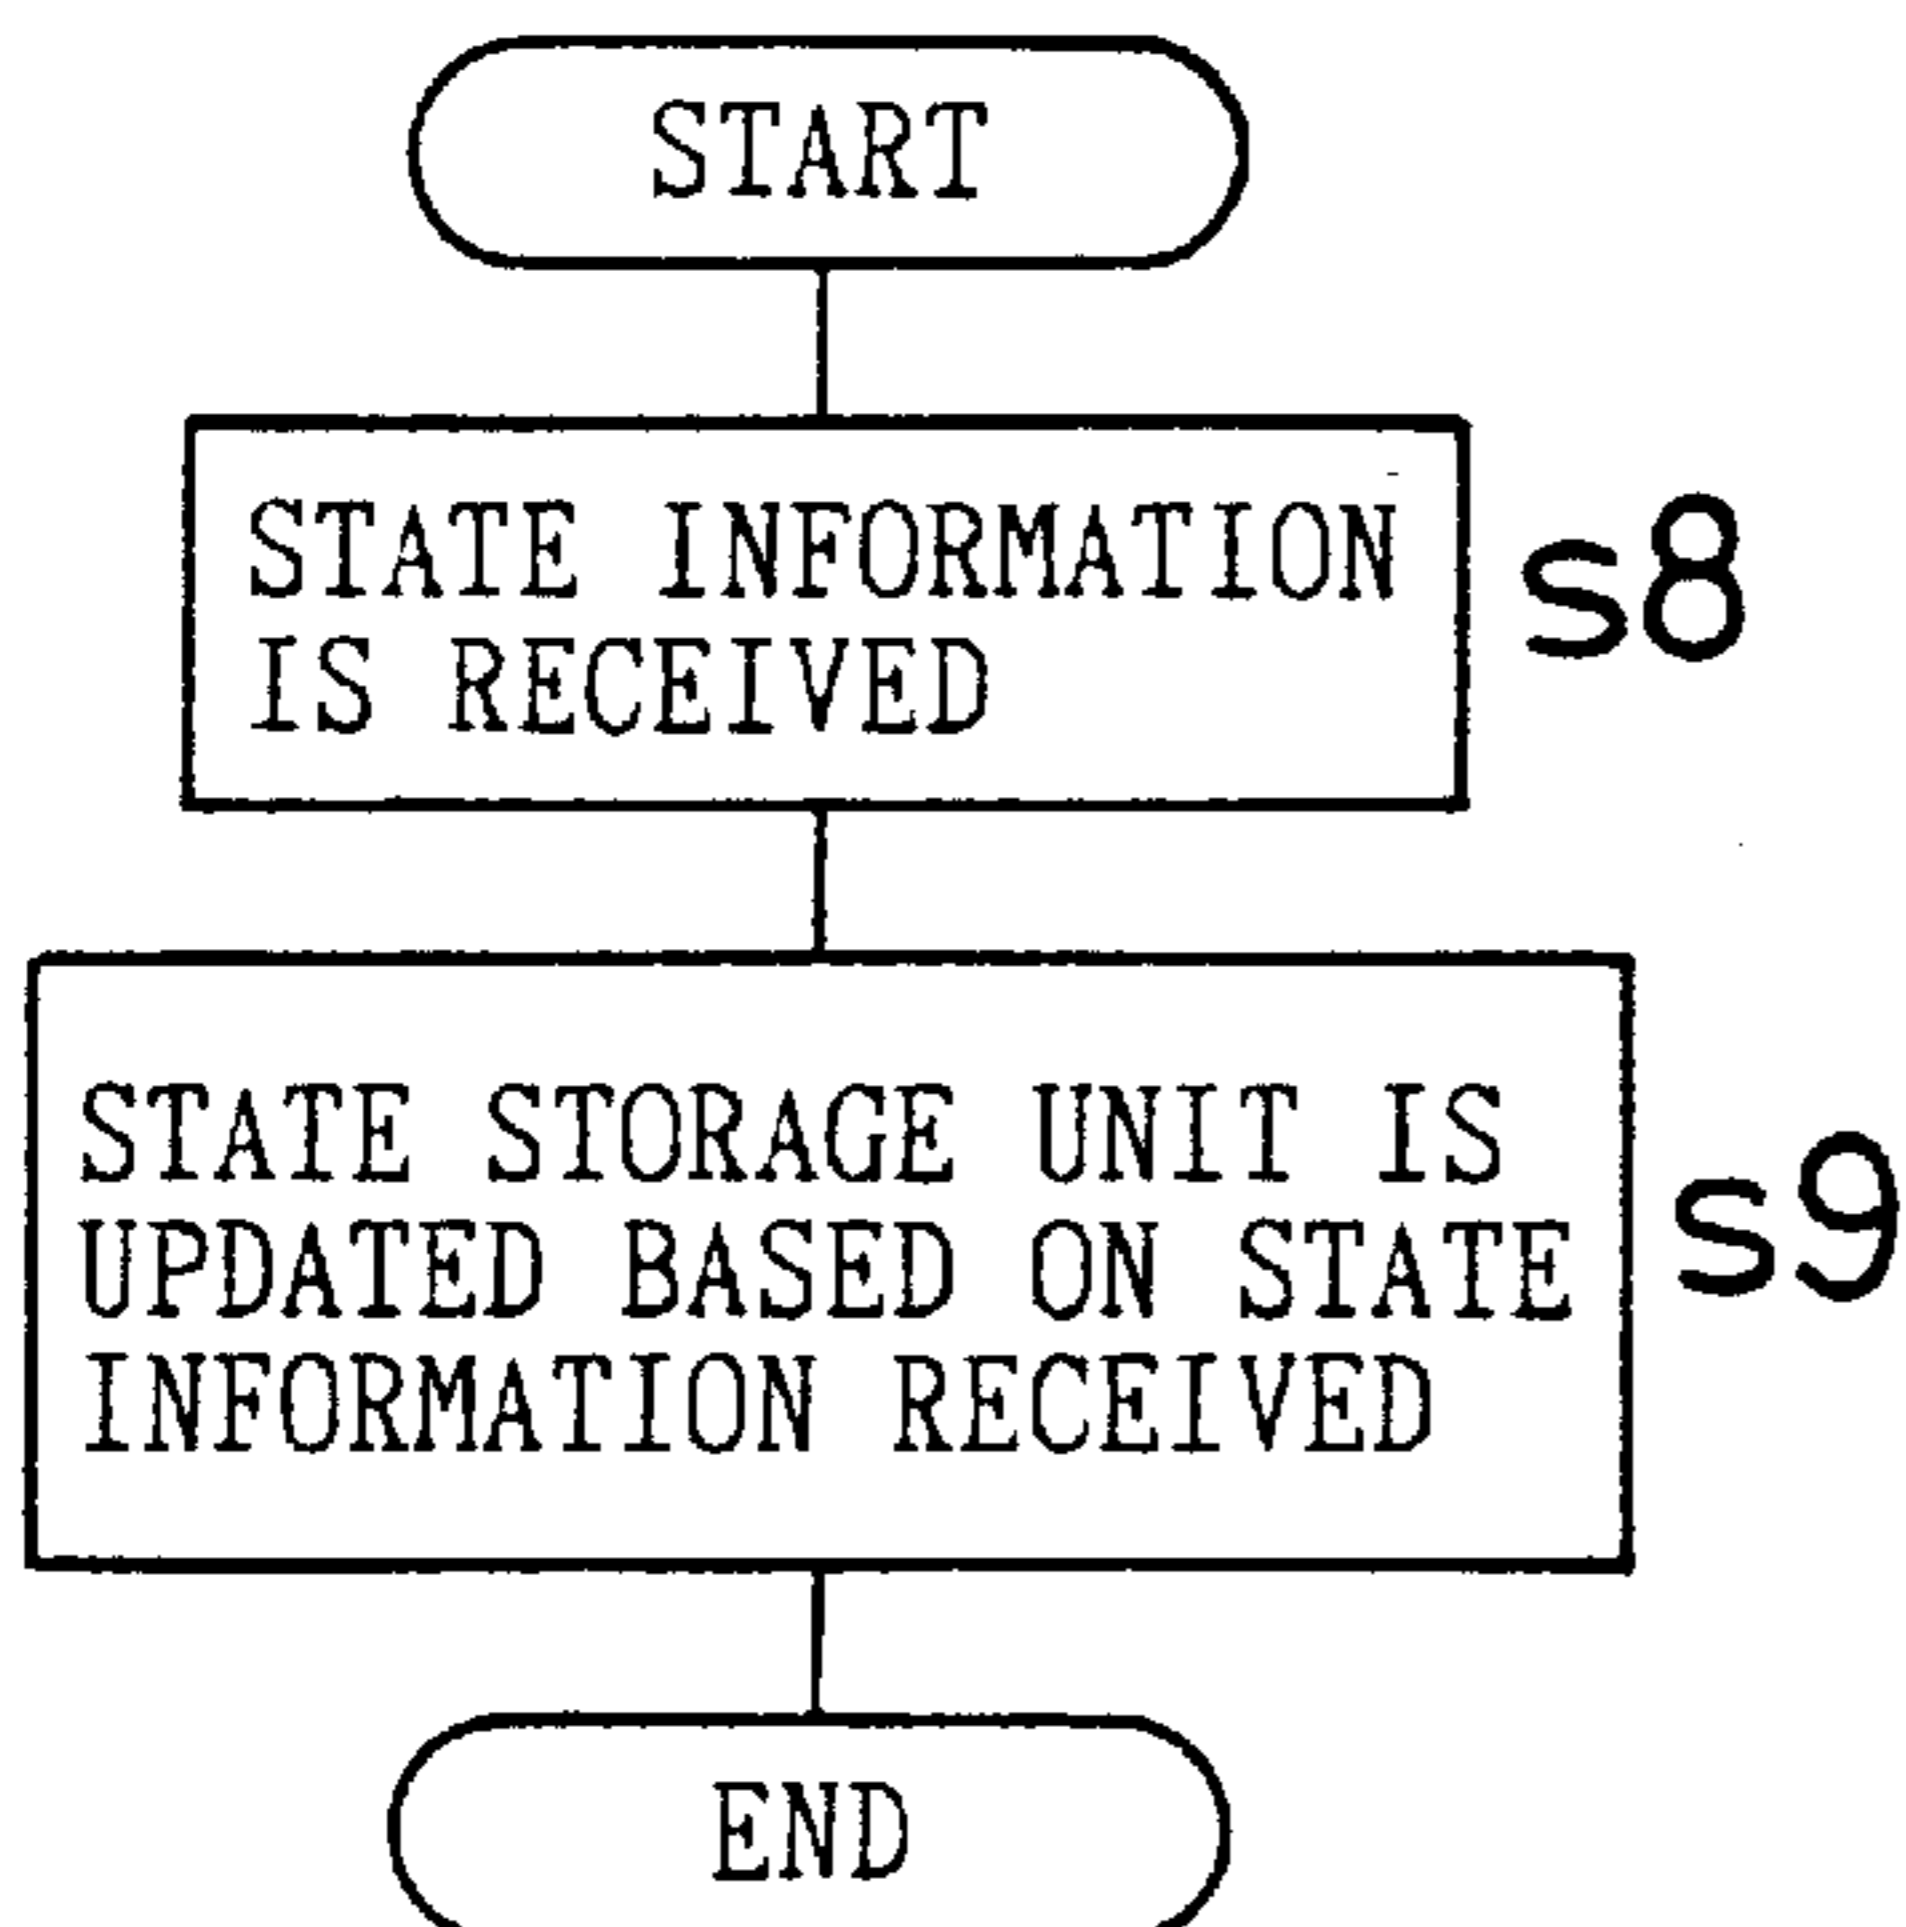 START
STATE INFORMATION
IS RECEIVED
s8
STATE STORAGE UNIT IS
UPDATED BASED ON STATE
INFORMATION RECEIVED
s9
END